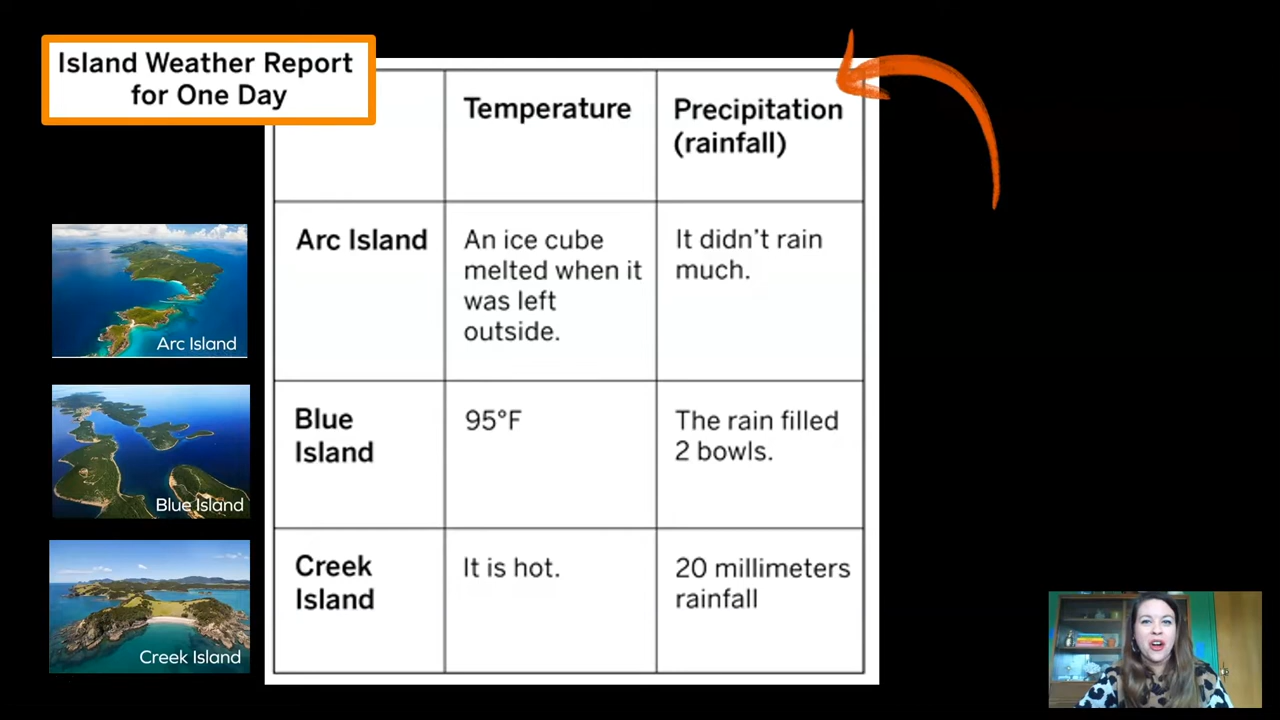 Island Weather Report
for One Day
Temperature
Precipitation
(rainfall)
Arc Island
An ice cube
melted when it
was left
outside.
It didn't rain
much.
Blue
Island
95°F
The rain filled
2 bowls.
Creek
Island
It is hot.
20 millimeters
rainfall
Arc Island
Blue Island
Creek Island